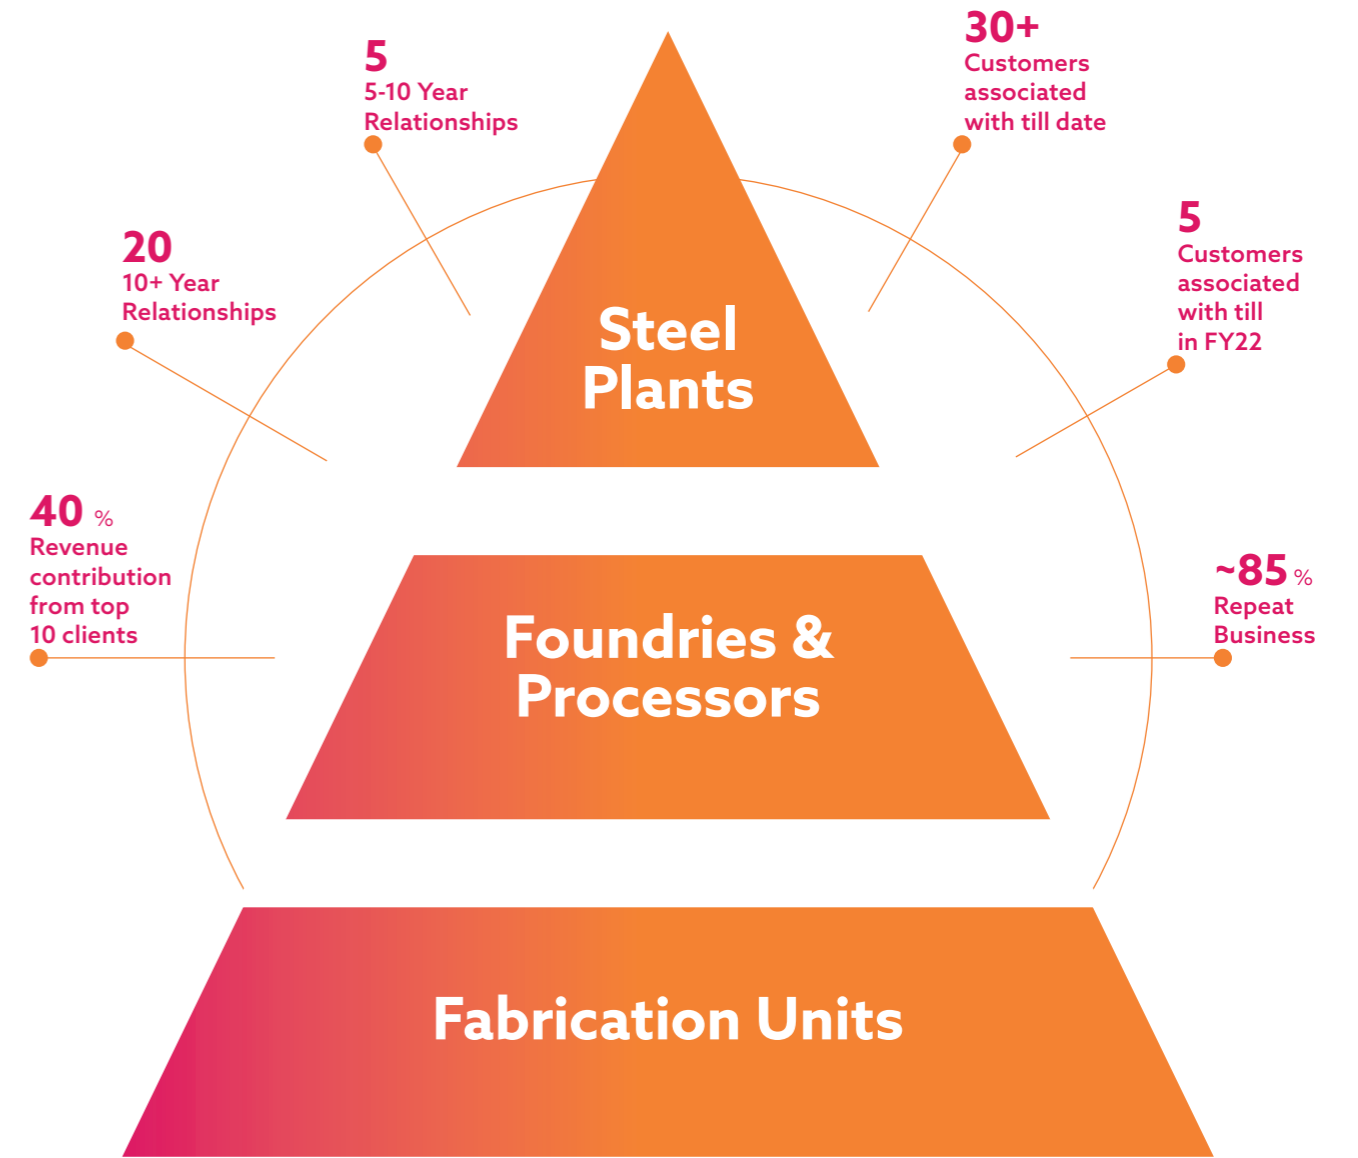 5
5-10 Year
Relationships
30+
Customers
associated
with till date
20
10+ Year
Relationships
5
Customers
associated
with till
in FY22
Steel
Plants
40 %
Revenue
contribution
from top
10 clients
~85 %
Repeat
Business
Foundries &
Processors
Fabrication Units